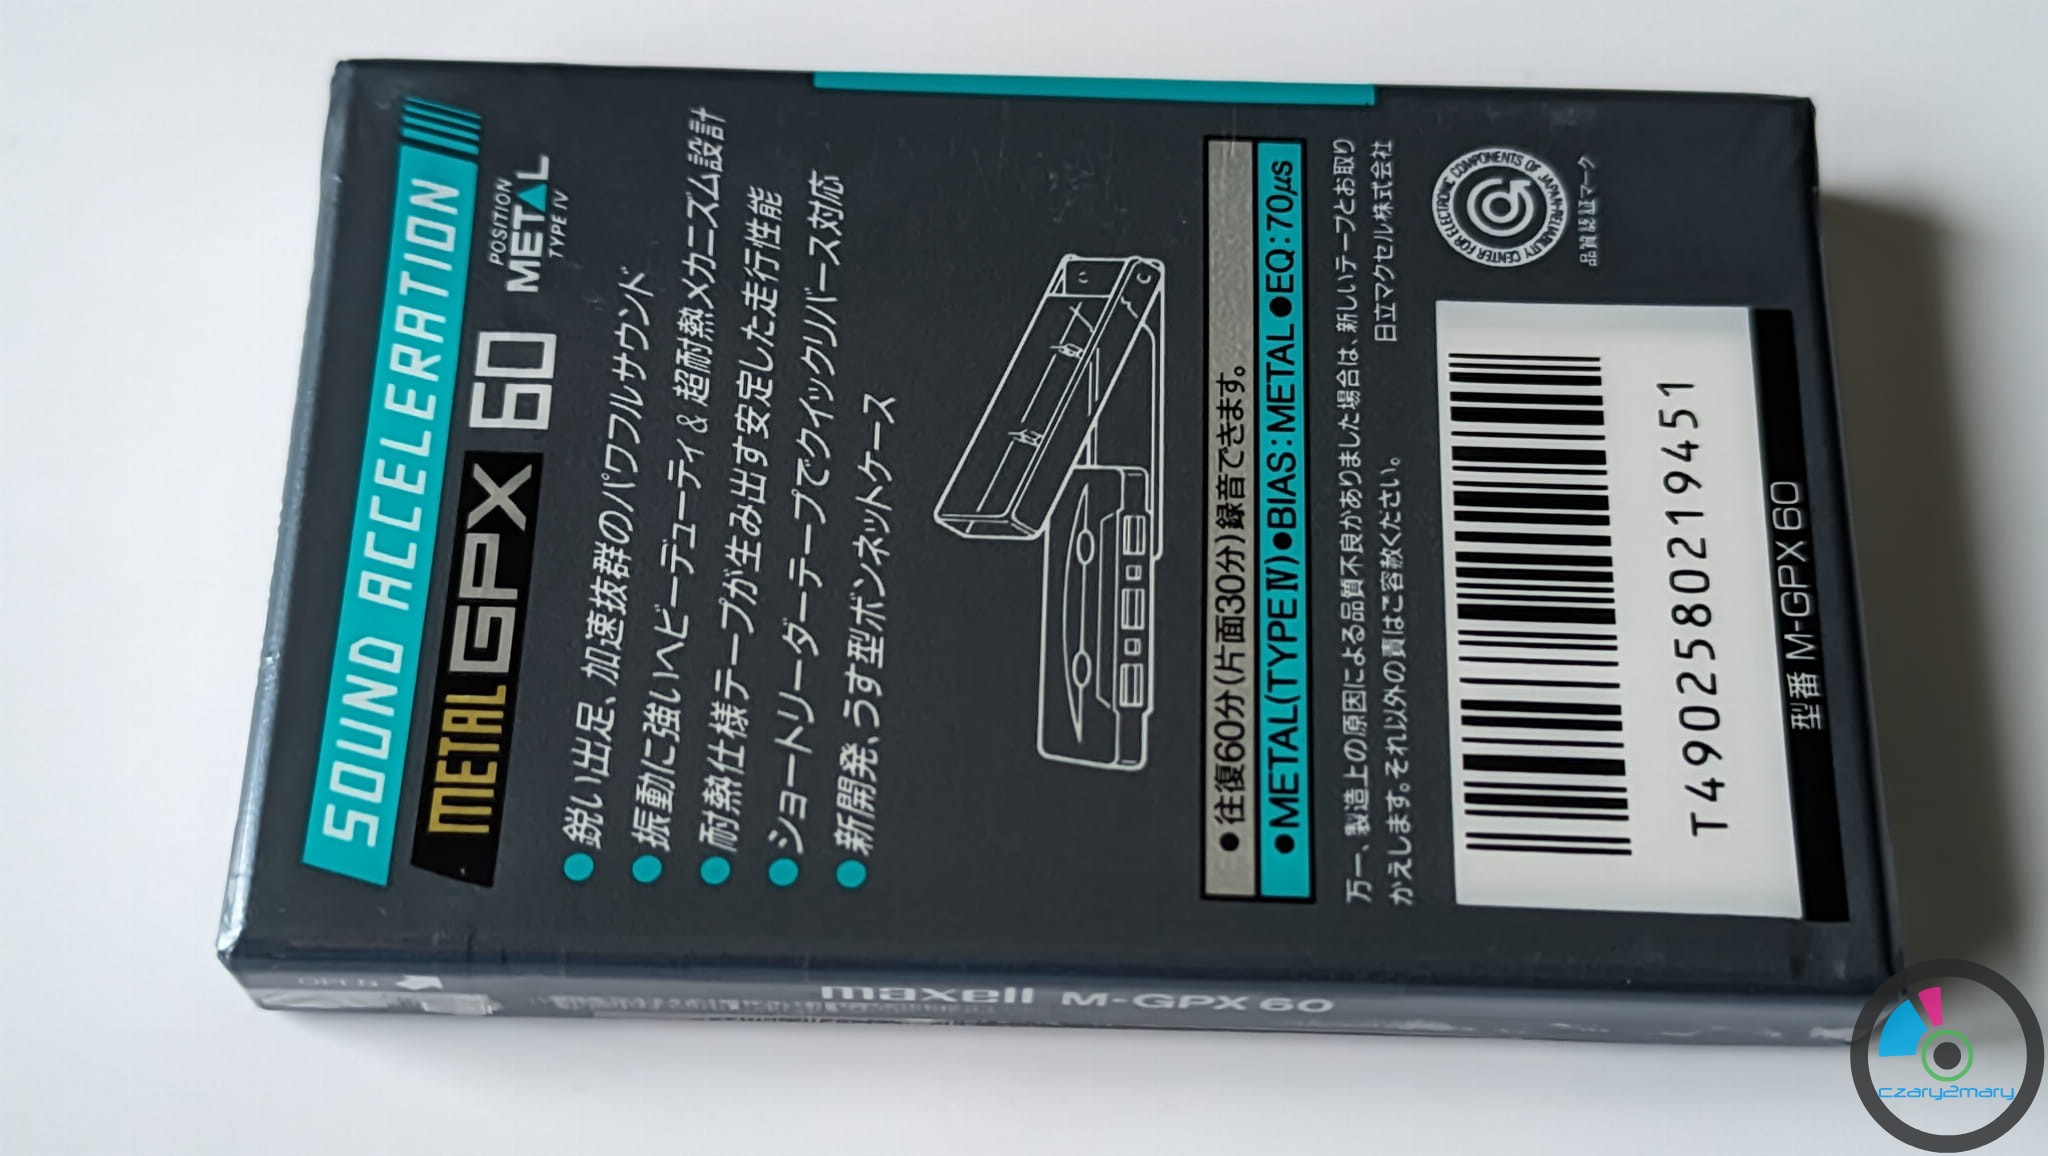 SOUND ACCELERATION
METAL GPX 60
POSITION
METAL
TYPE IV
●鋭い出足、加速抜群のパワフルサウンド
●振動に強いヘビーデューティ&超耐熱メカニズム設計
●耐熱仕様テープが生み出す安定した走行性能
●ショートリーダーテープでクイックリバース対応
●新開発、うす型ボンネットケース
●往復60分(片面30分)録音できます。
●METAL(TYPE Ⅳ)●BIAS:METAL●EQ:70μs
万一、製造上の原因による品質不良がありました場合は、新しいテープとお取り
かえします。それ以外の責はご容赦ください。 日立マクセル株式会社
RELIABILITY CENTER FOR ELECTRONIC COMPONENTS OF JAPAN
品質認証マーク
T4902580219451
型番 M-GPX 60
OPEN
maxell M-GPX 60
czary2mary